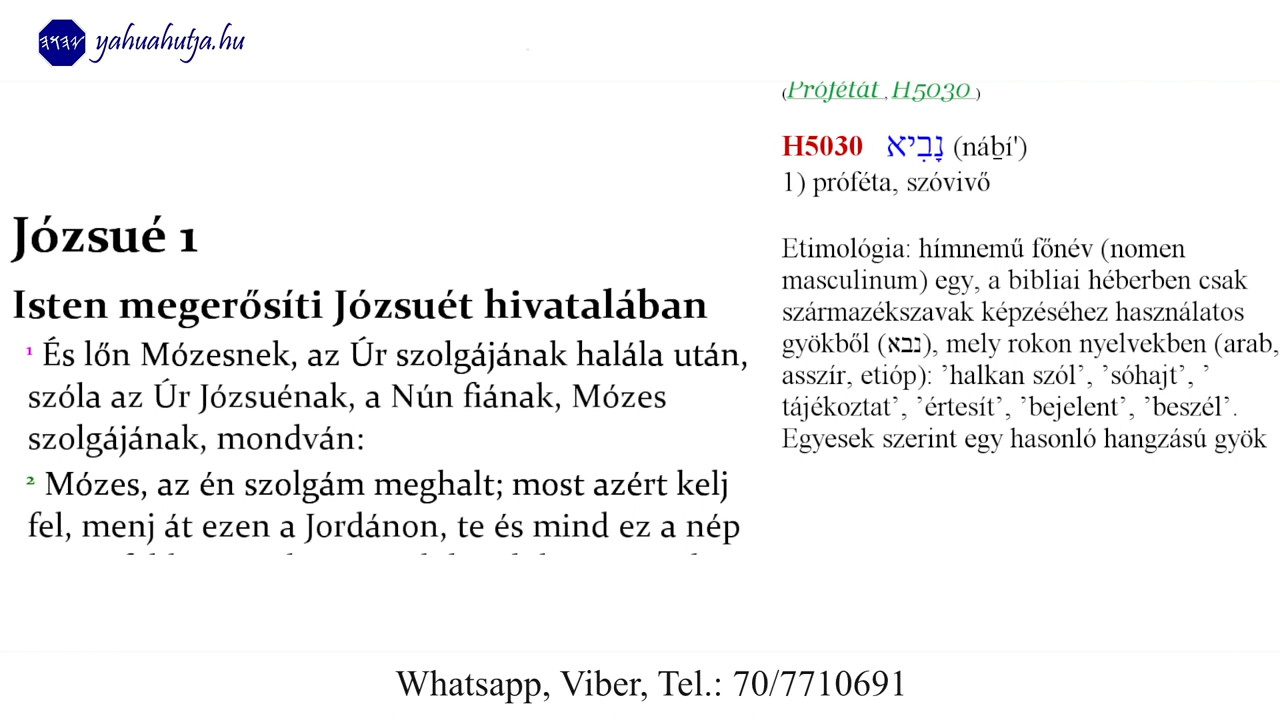 yahuahutja.hu
(Prófétát , H5030 )
H5030 נָבִיא (náḇí')
1) próféta, szóvivő
Etimológia: hímnemű főnév (nomen
masculinum) egy, a bibliai héberben csak
származékszavak képzéséhez használatos
gyökből (נבא), mely rokon nyelvekben (arab,
asszír, etióp): ’halkan szól’, ’sóhajt’, ’
tájékoztat’, ’értesít’, ’bejelent’, ’beszél’.
Egyesek szerint egy hasonló hangzású gyök
Józsué 1
Isten megerősíti Józsuét hivatalában
1 És lőn Mózesnek, az Úr szolgájának halála után,
szóla az Úr Józsuénak, a Nún fiának, Mózes
szolgájának, mondván:
2 Mózes, az én szolgám meghalt; most azért kelj
fel, menj át ezen a Jordánon, te és mind ez a nép
Whatsapp, Viber, Tel.: 70/7710691